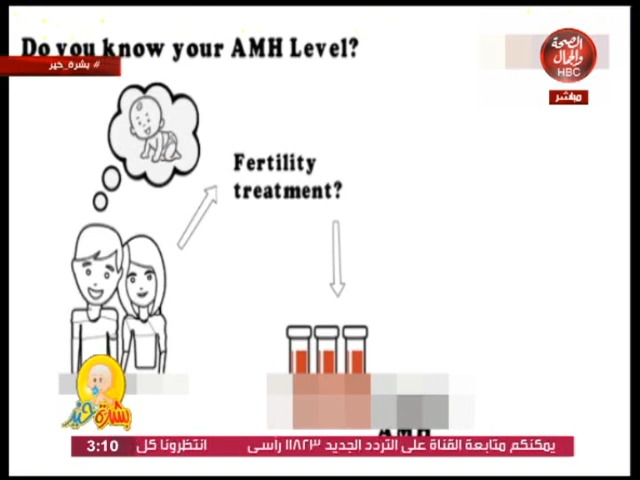 Do you know your AMH Level?
# بشرة_خير
الصحة
والجمال
HBC
مباشر
Fertility
treatment?
AMH
بشرة خير
3:10
انتظرونا كل
يمكنكم متابعة القناة على التردد الجديد ١١٨٢٣ راسى